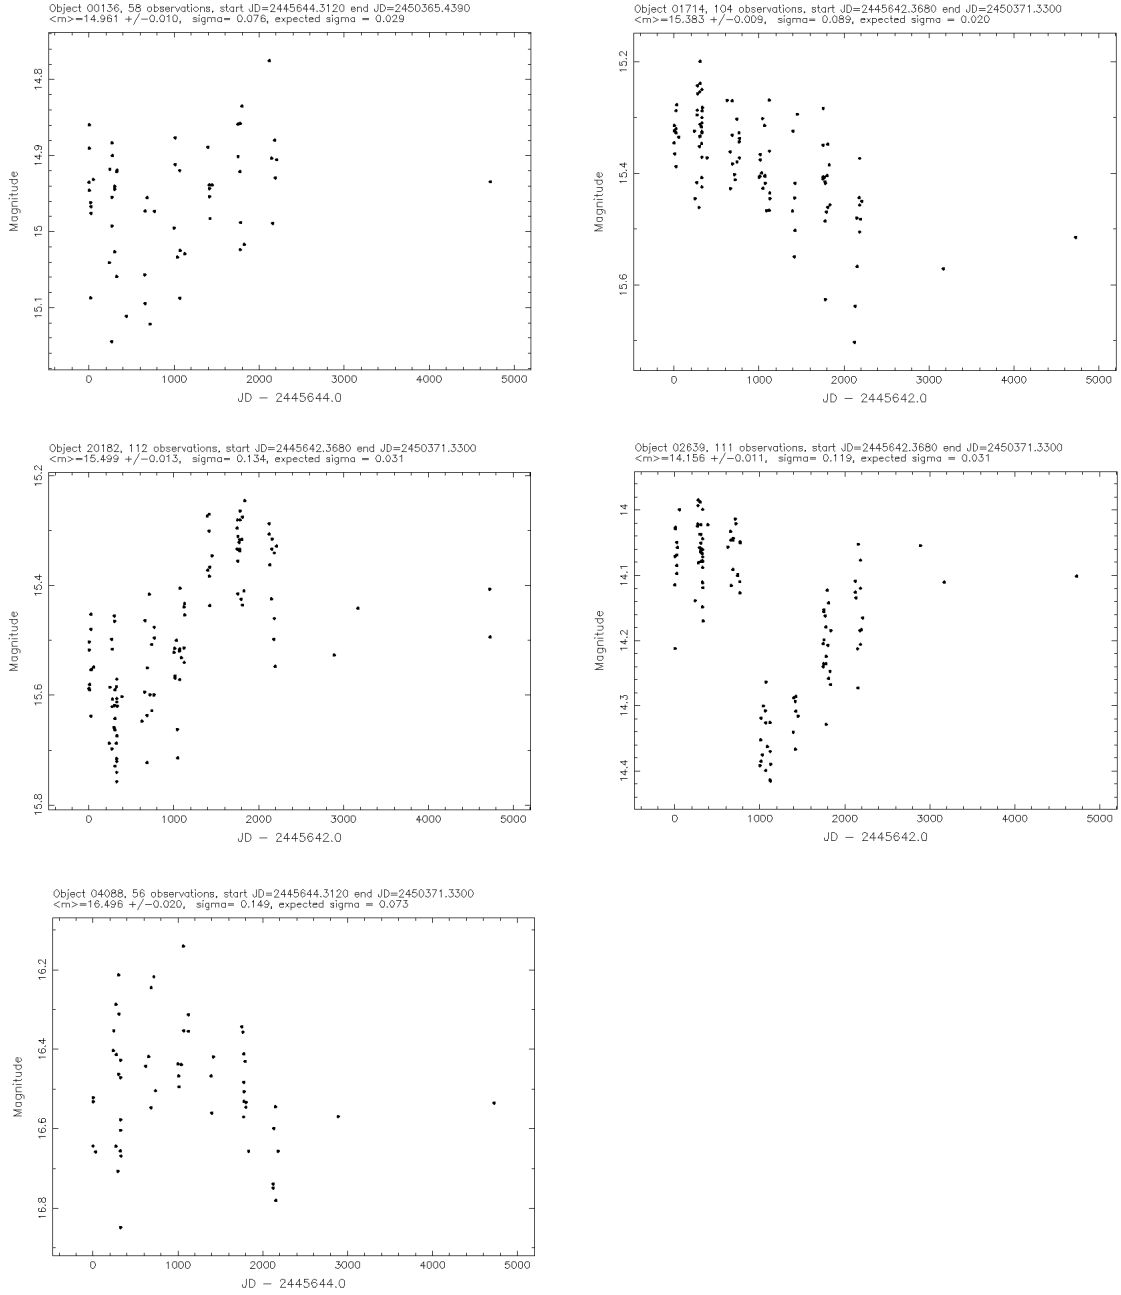 Object 00136, 58 observations, start JD=2445644.3120 end JD=2450365.4390
<m>=14.961 +/-0.010, sigma= 0.076, expected sigma = 0.029
14.8
14.9
15
15.1
Magnitude
0 1000 2000 3000 4000 5000
JD - 2445644.0
Object 01714, 104 observations, start JD=2445642.3680 end JD=2450371.3300
<m>=15.383 +/-0.009, sigma= 0.089, expected sigma = 0.020
15.2
15.4
15.6
Magnitude
0 1000 2000 3000 4000 5000
JD - 2445642.0
Object 20182, 112 observations, start JD=2445642.3680 end JD=2450371.3300
<m>=15.499 +/-0.013, sigma= 0.134, expected sigma = 0.031
15.2
15.4
15.6
15.8
Magnitude
0 1000 2000 3000 4000 5000
JD - 2445642.0
Object 02639, 111 observations, start JD=2445642.3680 end JD=2450371.3300
<m>=14.156 +/-0.011, sigma= 0.119, expected sigma = 0.031
14
14.1
14.2
14.3
14.4
Magnitude
0 1000 2000 3000 4000 5000
JD - 2445642.0
Object 04088, 56 observations, start JD=2445644.3120 end JD=2450371.3300
<m>=16.496 +/-0.020, sigma= 0.149, expected sigma = 0.073
16.2
16.4
16.6
16.8
Magnitude
0 1000 2000 3000 4000 5000
JD - 2445644.0